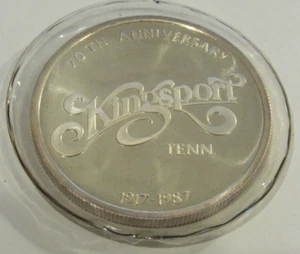 70TH ANNIVERSARY
Kingsport
TENN
1917-1987